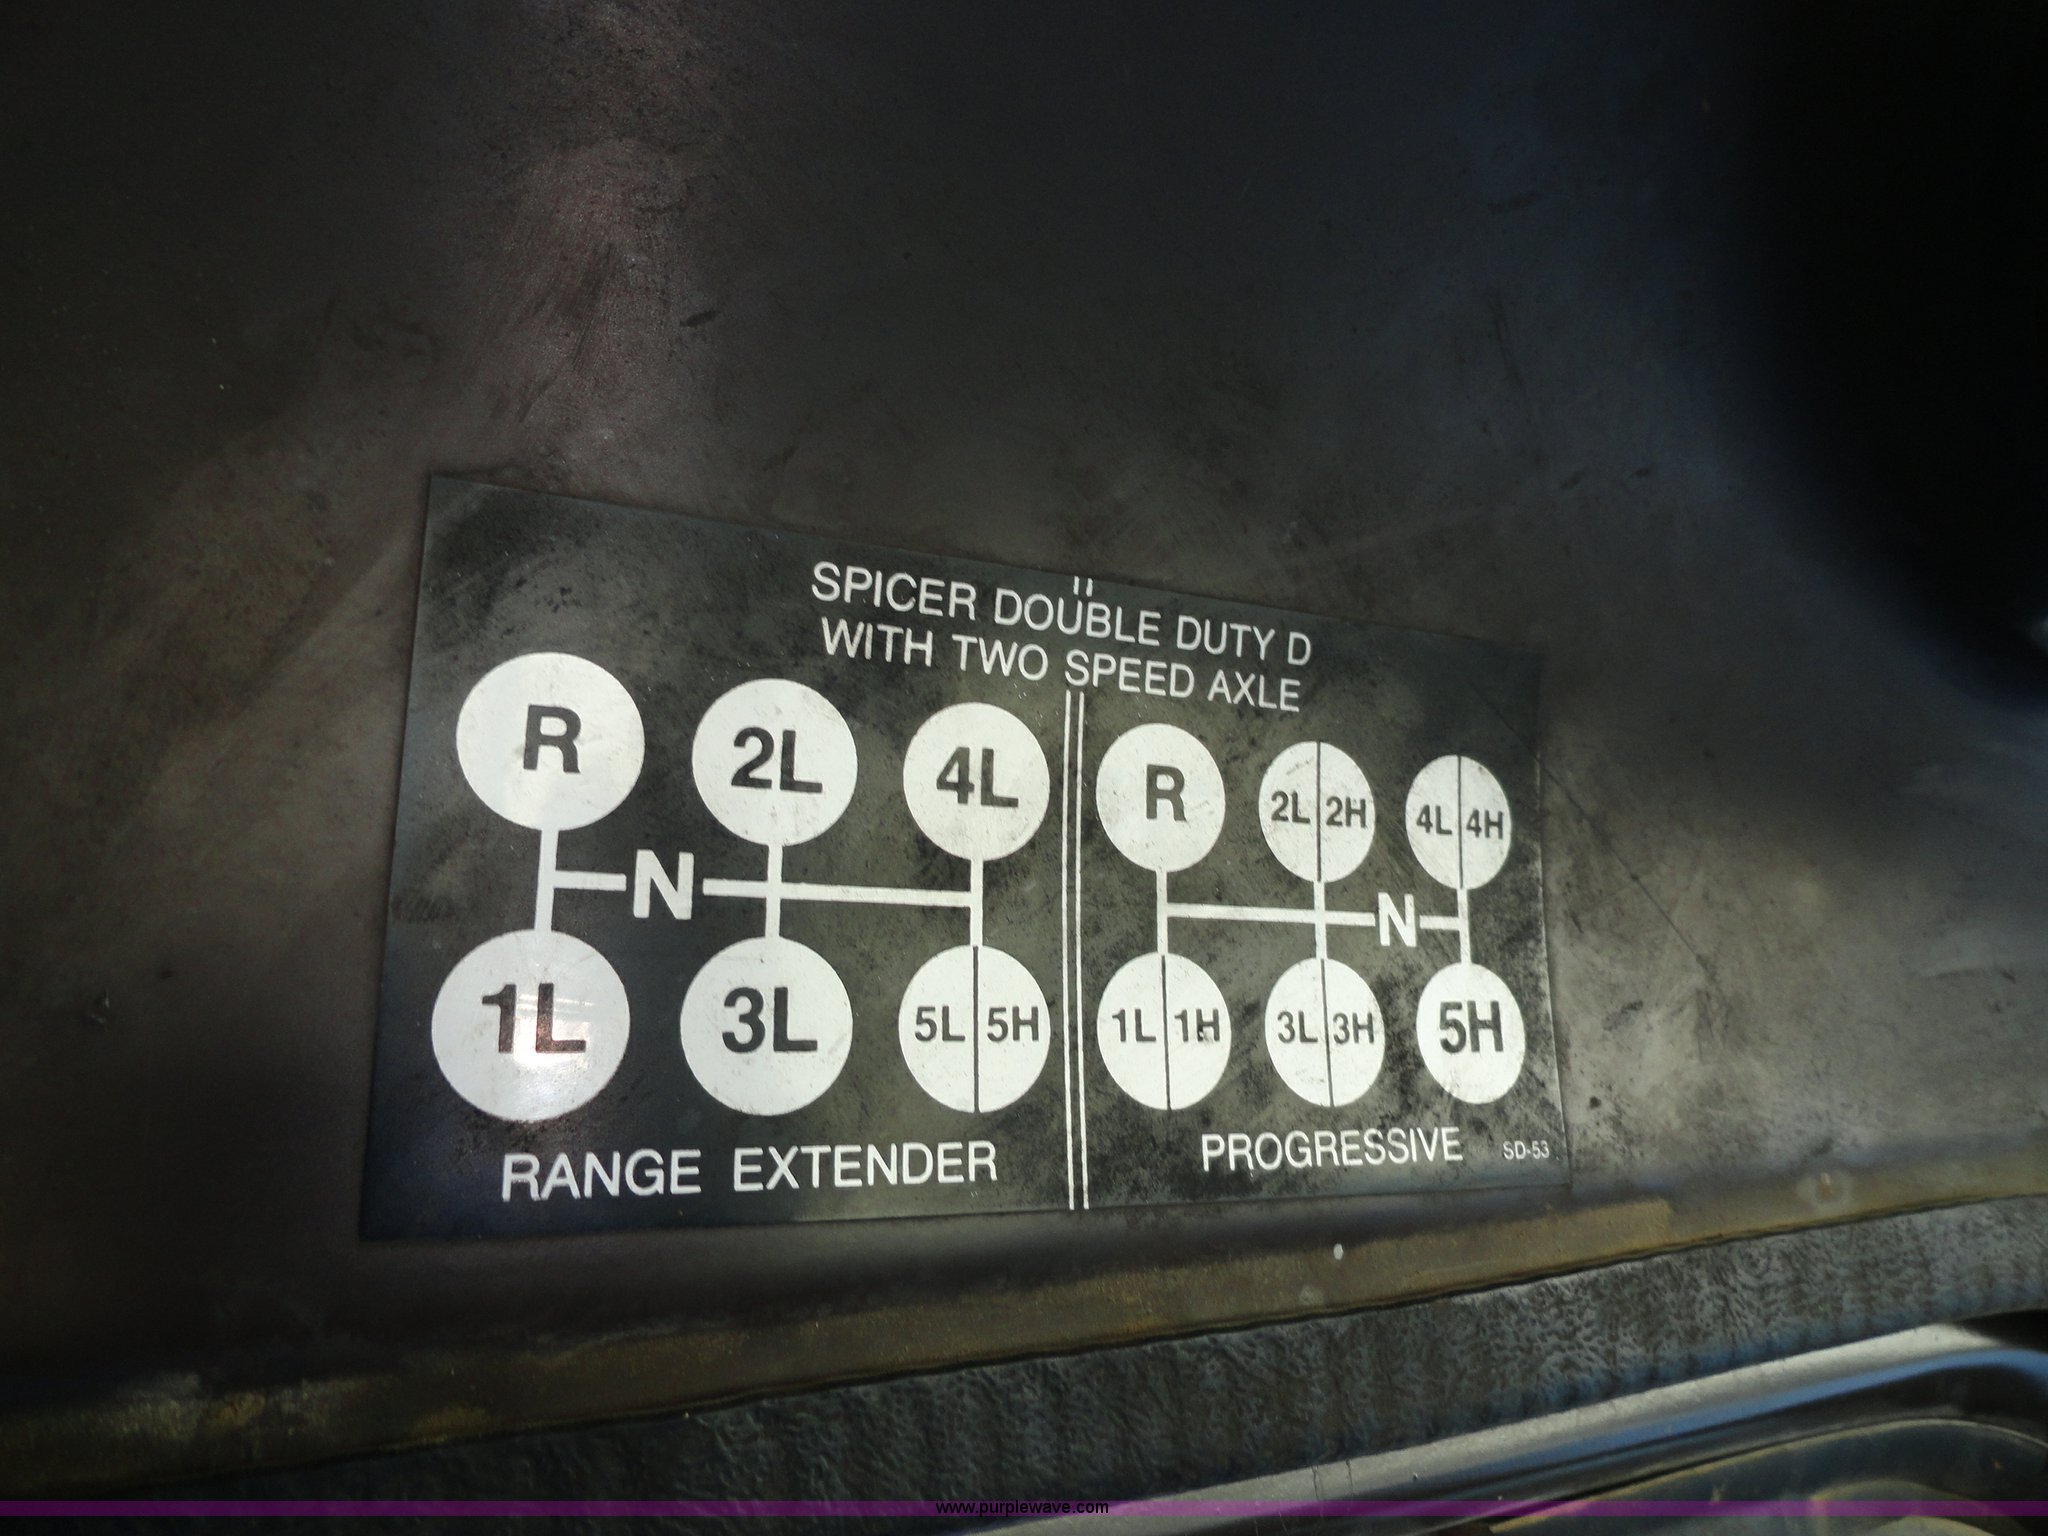 SPICER DOUBLE DUTY D
WITH TWO SPEED AXLE
R 2L 4L
N
1L 3L 5L 5H
RANGE EXTENDER
R 2L 2H 4L 4H
N
1L 1H 3L 3H 5H
PROGRESSIVE SD-53
www.purplewave.com